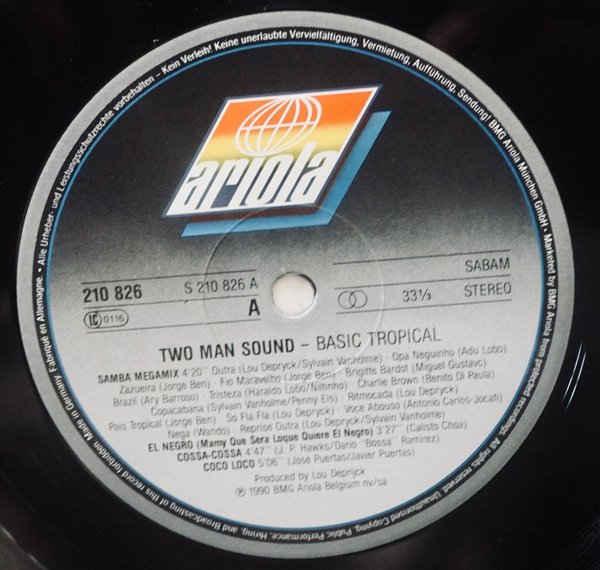 • Alle Urheber- und Leistungsschutzrechte vorbehalten - Kein Verleih! Keine unerlaubte Vervielfältigung, Vermietung, Aufführung, Sendung! BMG Ariola München GmbH • Marketed by BMG Ariola from protected recordings. All rights reserved. Unauthorised Copying, Public Performance, Hiring, and Broadcasting of this record forbidden. Made in Germany. Fabriqué en Allemagne.
ariola
210 826
S 210 826 A
A
LC 0116
SABAM
33⅓ STEREO
TWO MAN SOUND – BASIC TROPICAL
SAMBA MEGAMIX 4'20¨ Outra (Lou Depryck/Sylvain Vanholme) · Opa Neguinho (Adu Lobo)
Zazueira (Jorge Ben) · Fio Maravelho (Jorge Ben) · Brigitte Bardot (Miguel Gustavc)
Brazil (Ary Barroso) · Tristeza (Haroldo Lobo/Niltinho) · Charlie Brown (Benito Di Paula)
Copacabana (Sylvain Vanholme/Penny Els) · Ritmocada (Lou Depryck)
Pais Tropical (Jorge Ben) · So Fla Fla (Lou Depryck) · Voce Abouso (Antonio Carlos-Jocafi)
Nega (Wando) · Reprise Outra (Lou Depryck/Sylvain Vanholme)
EL NEGRO (Mamy Que Sera Loque Quiere El Negro) 3'27¨ (Calisto Choa)
COSSA-COSSA 4'47¨ (J. P. Hawks/Dario ¨Bossa¨ Ramirez)
COCO LOCO 5'06¨ (José Puertas/Javier Puertas)
Produced by Lou Deprijck
℗ 1990 BMG Ariola Belgium nv/sa